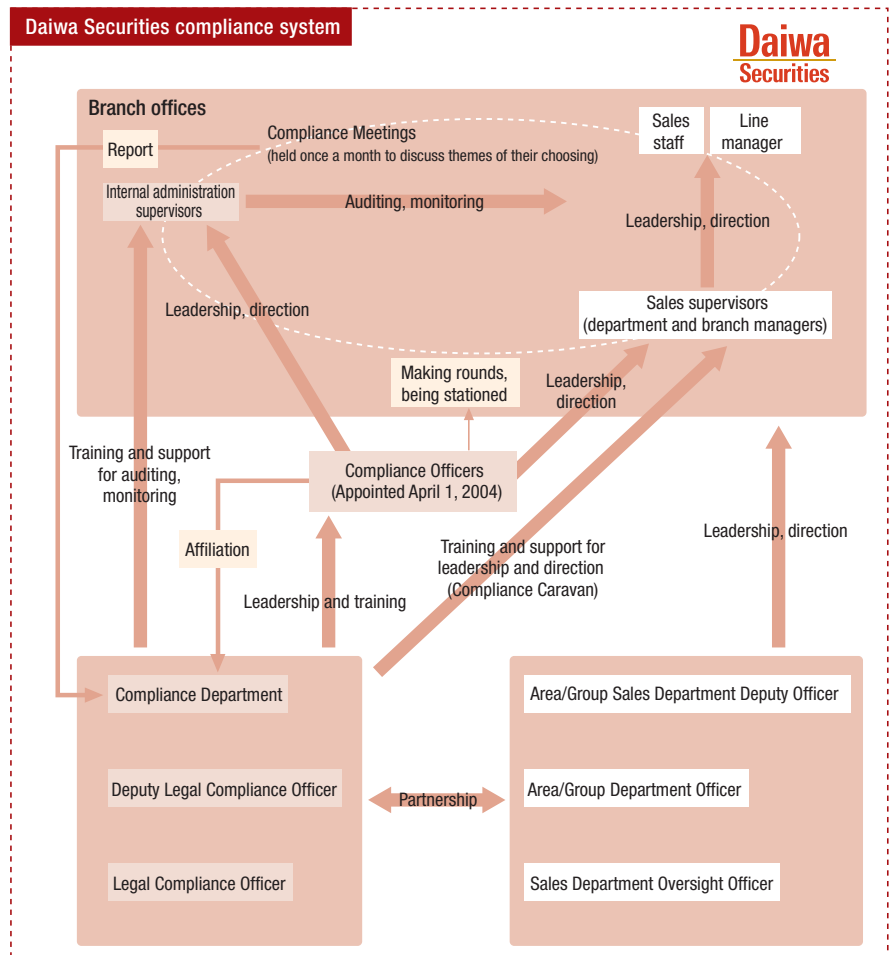 Daiwa Securities compliance system
Daiwa
Securities
Branch offices
Report
Compliance Meetings
(held once a month to discuss themes of their choosing)
Sales
staff
Line
manager
Internal administration
supervisors
Auditing, monitoring
Leadership, direction
Leadership, direction
Sales supervisors
(department and branch managers)
Making rounds,
being stationed
Leadership,
direction
Training and support
for auditing,
monitoring
Compliance Officers
(Appointed April 1, 2004)
Affiliation
Leadership and training
Training and support for
leadership and direction
(Compliance Caravan)
Leadership, direction
Compliance Department
Deputy Legal Compliance Officer
Legal Compliance Officer
Partnership
Area/Group Sales Department Deputy Officer
Area/Group Department Officer
Sales Department Oversight Officer